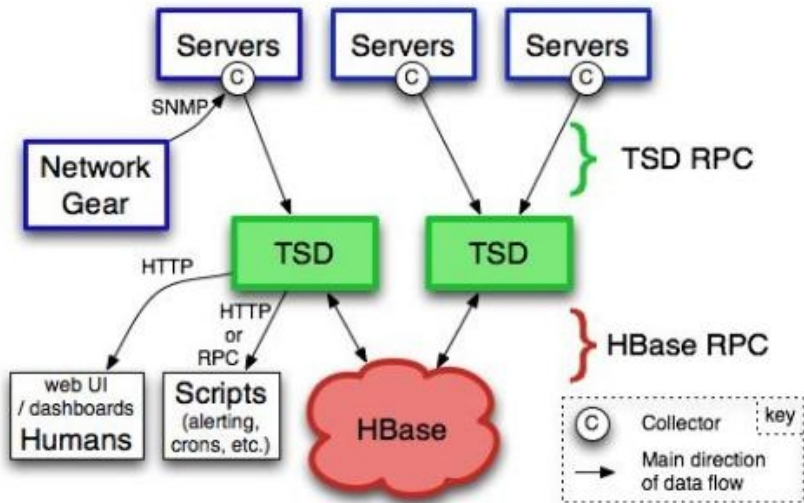 Servers
Servers
Servers
C
C
C
SNMP
Network
Gear
TSD RPC
TSD
TSD
HTTP
HTTP
or
RPC
HBase RPC
web UI
/ dashboards
Humans
Scripts
(alerting,
crons, etc.)
HBase
C
Collector
key
Main direction
of data flow